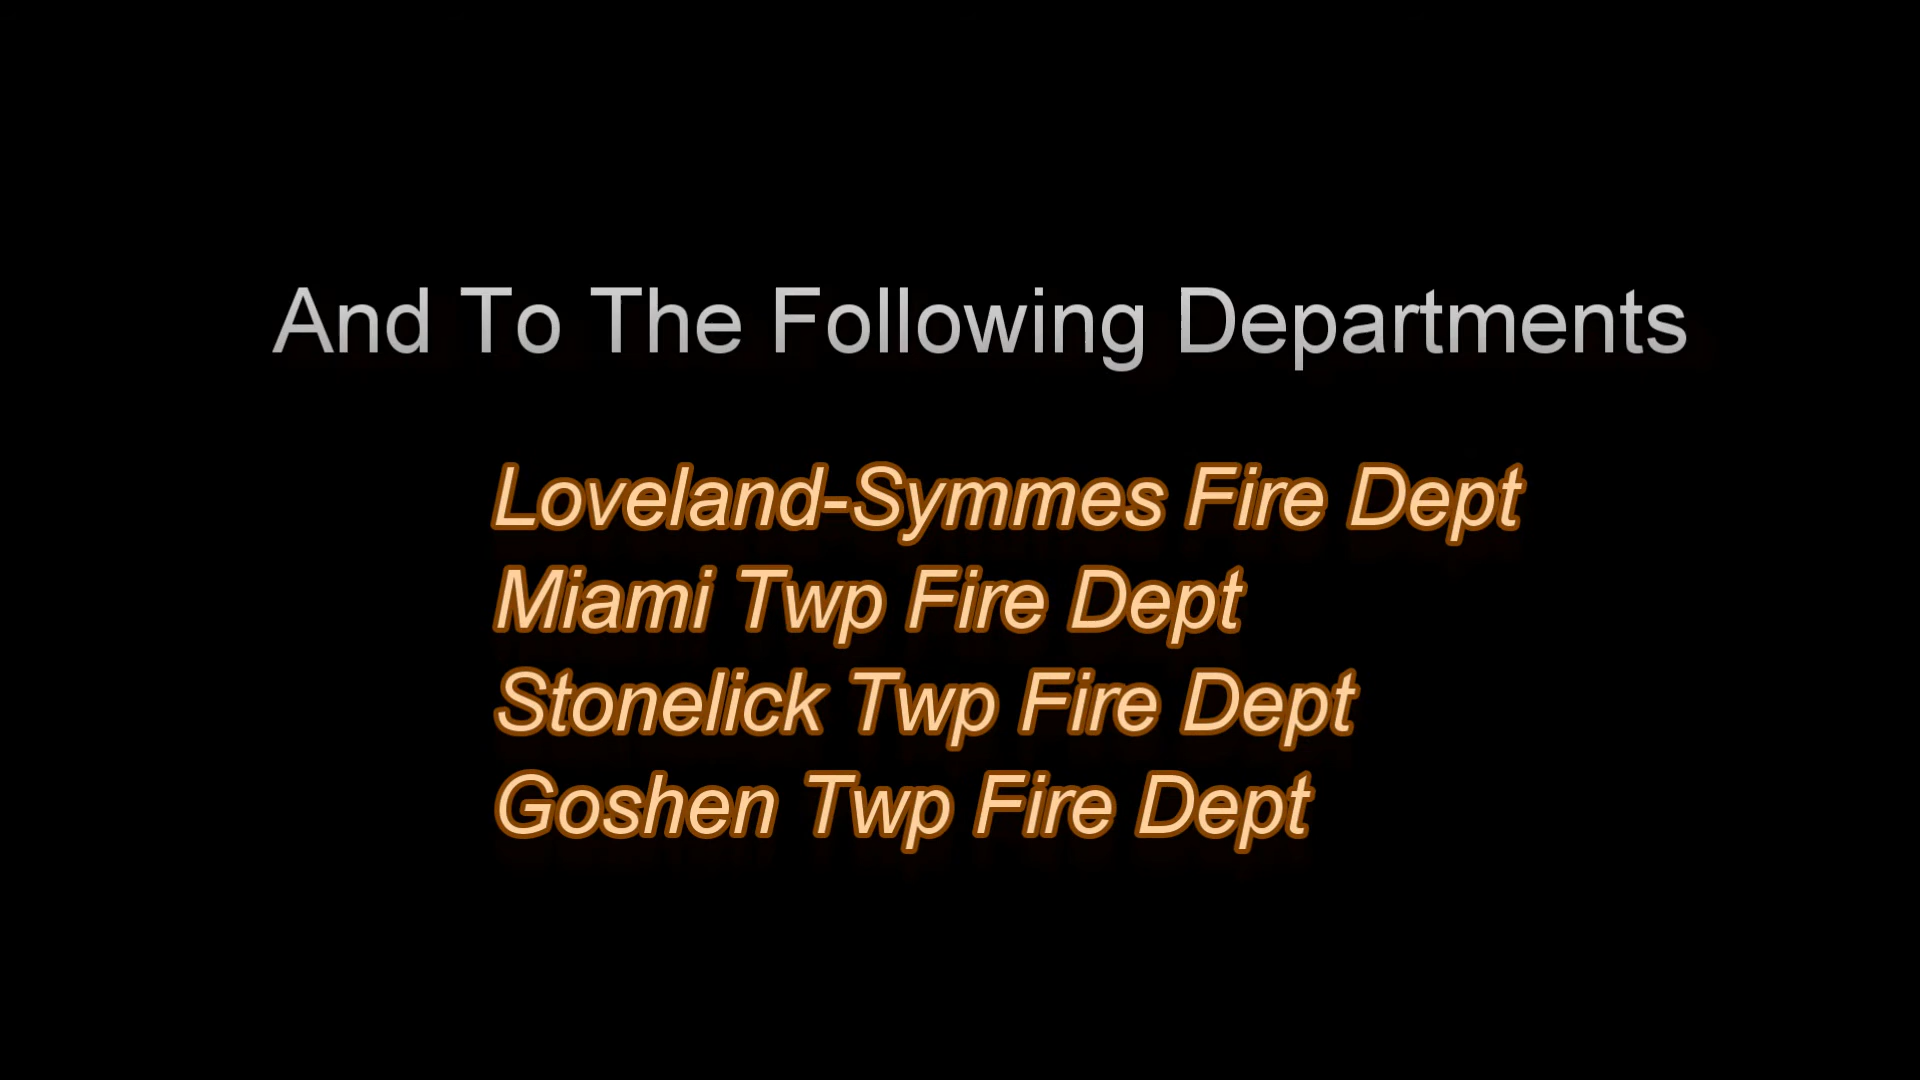 And To The Following Departments
Loveland-Symmes Fire Dept
Miami Twp Fire Dept
Stonelick Twp Fire Dept
Goshen Twp Fire Dept